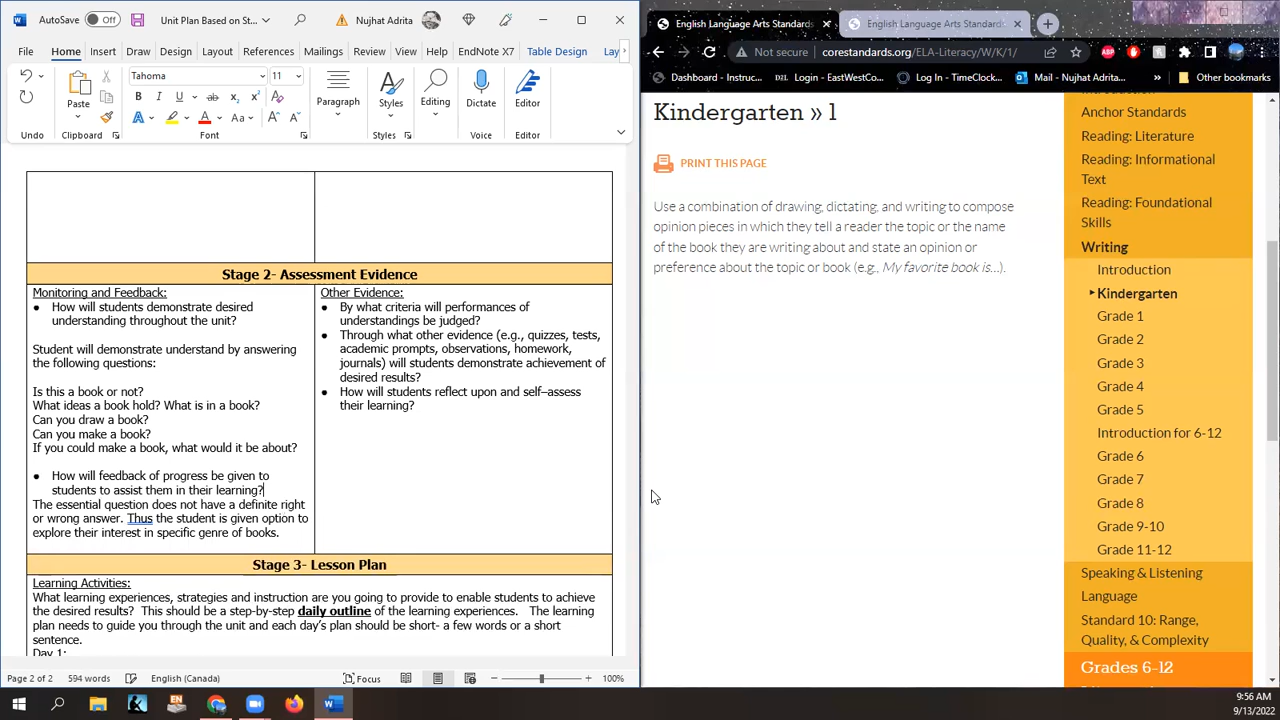 AutoSave Off
Unit Plan Based on St...
Nujhat Adrita
File Home Insert Draw Design Layout References Mailings Review View Help EndNote X7 Table Design Lay
Tahoma 11
Undo
Paste
Clipboard
Font
Paragraph
Styles
Styles
Editing
Dictate
Voice
Editor
Editor
Stage 2- Assessment Evidence
Monitoring and Feedback:
● How will students demonstrate desired
understanding throughout the unit?
Student will demonstrate understand by answering
the following questions:
Is this a book or not?
What ideas a book hold? What is in a book?
Can you draw a book?
Can you make a book?
If you could make a book, what would it be about?
● How will feedback of progress be given to
students to assist them in their learning?
The essential question does not have a definite right
or wrong answer. Thus the student is given option to
explore their interest in specific genre of books.
Other Evidence:
● By what criteria will performances of
understandings be judged?
● Through what other evidence (e.g., quizzes, tests,
academic prompts, observations, homework,
journals) will students demonstrate achievement of
desired results?
● How will students reflect upon and self–assess
their learning?
Stage 3- Lesson Plan
Learning Activities:
What learning experiences, strategies and instruction are you going to provide to enable students to achieve
the desired results? This should be a step-by-step daily outline of the learning experiences. The learning
plan needs to guide you through the unit and each day's plan should be short- a few words or a short
sentence.
Day 1:
Page 2 of 2 594 words English (Canada) Focus 100%
English Language Arts Standards
English Language Arts Standards
Not secure corestandards.org/ELA-Literacy/W/K/1/
Dashboard - Instruc... Login - EastWestCo... Log In - TimeClock... Mail - Nujhat Adrita... » Other bookmarks
Kindergarten » 1
PRINT THIS PAGE
Use a combination of drawing, dictating, and writing to compose
opinion pieces in which they tell a reader the topic or the name
of the book they are writing about and state an opinion or
preference about the topic or book (e.g., My favorite book is...).
Anchor Standards
Reading: Literature
Reading: Informational
Text
Reading: Foundational
Skills
Writing
Introduction
Kindergarten
Grade 1
Grade 2
Grade 3
Grade 4
Grade 5
Introduction for 6-12
Grade 6
Grade 7
Grade 8
Grade 9-10
Grade 11-12
Speaking & Listening
Language
Standard 10: Range,
Quality, & Complexity
Grades 6-12
9:56 AM
9/13/2022